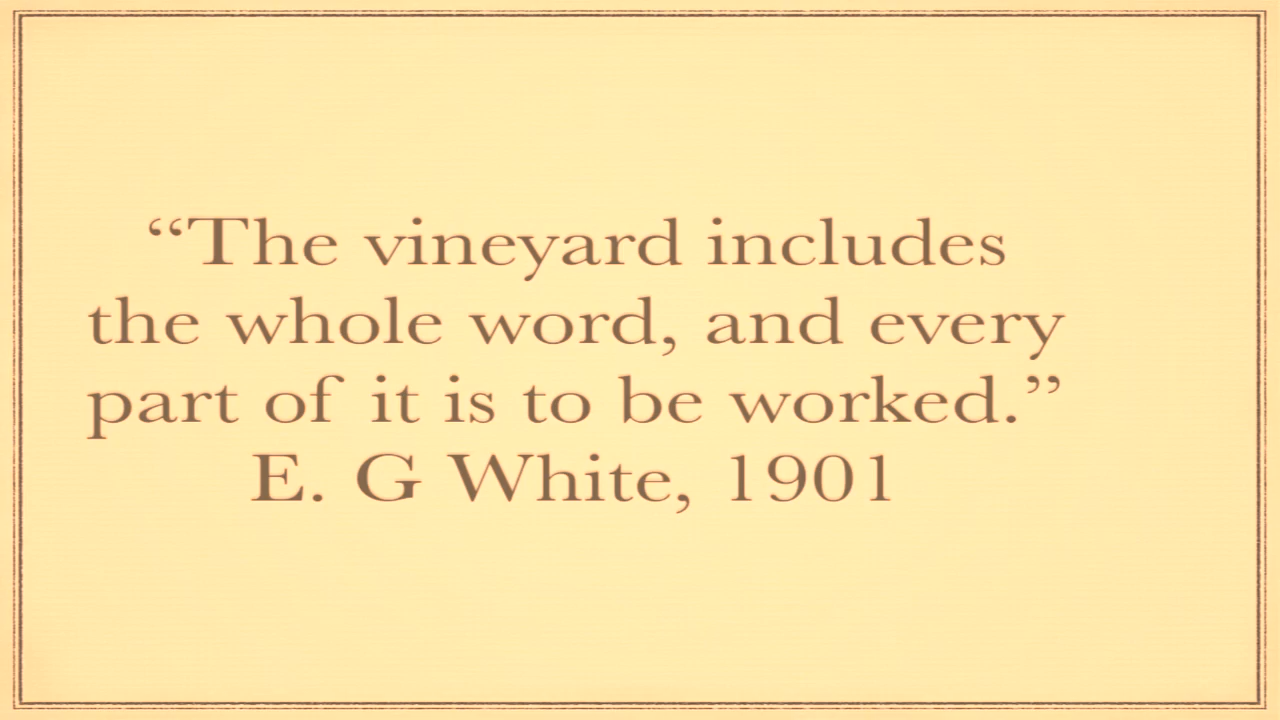 “The vineyard includes
the whole word, and every
part of it is to be worked.”
E. G White, 1901